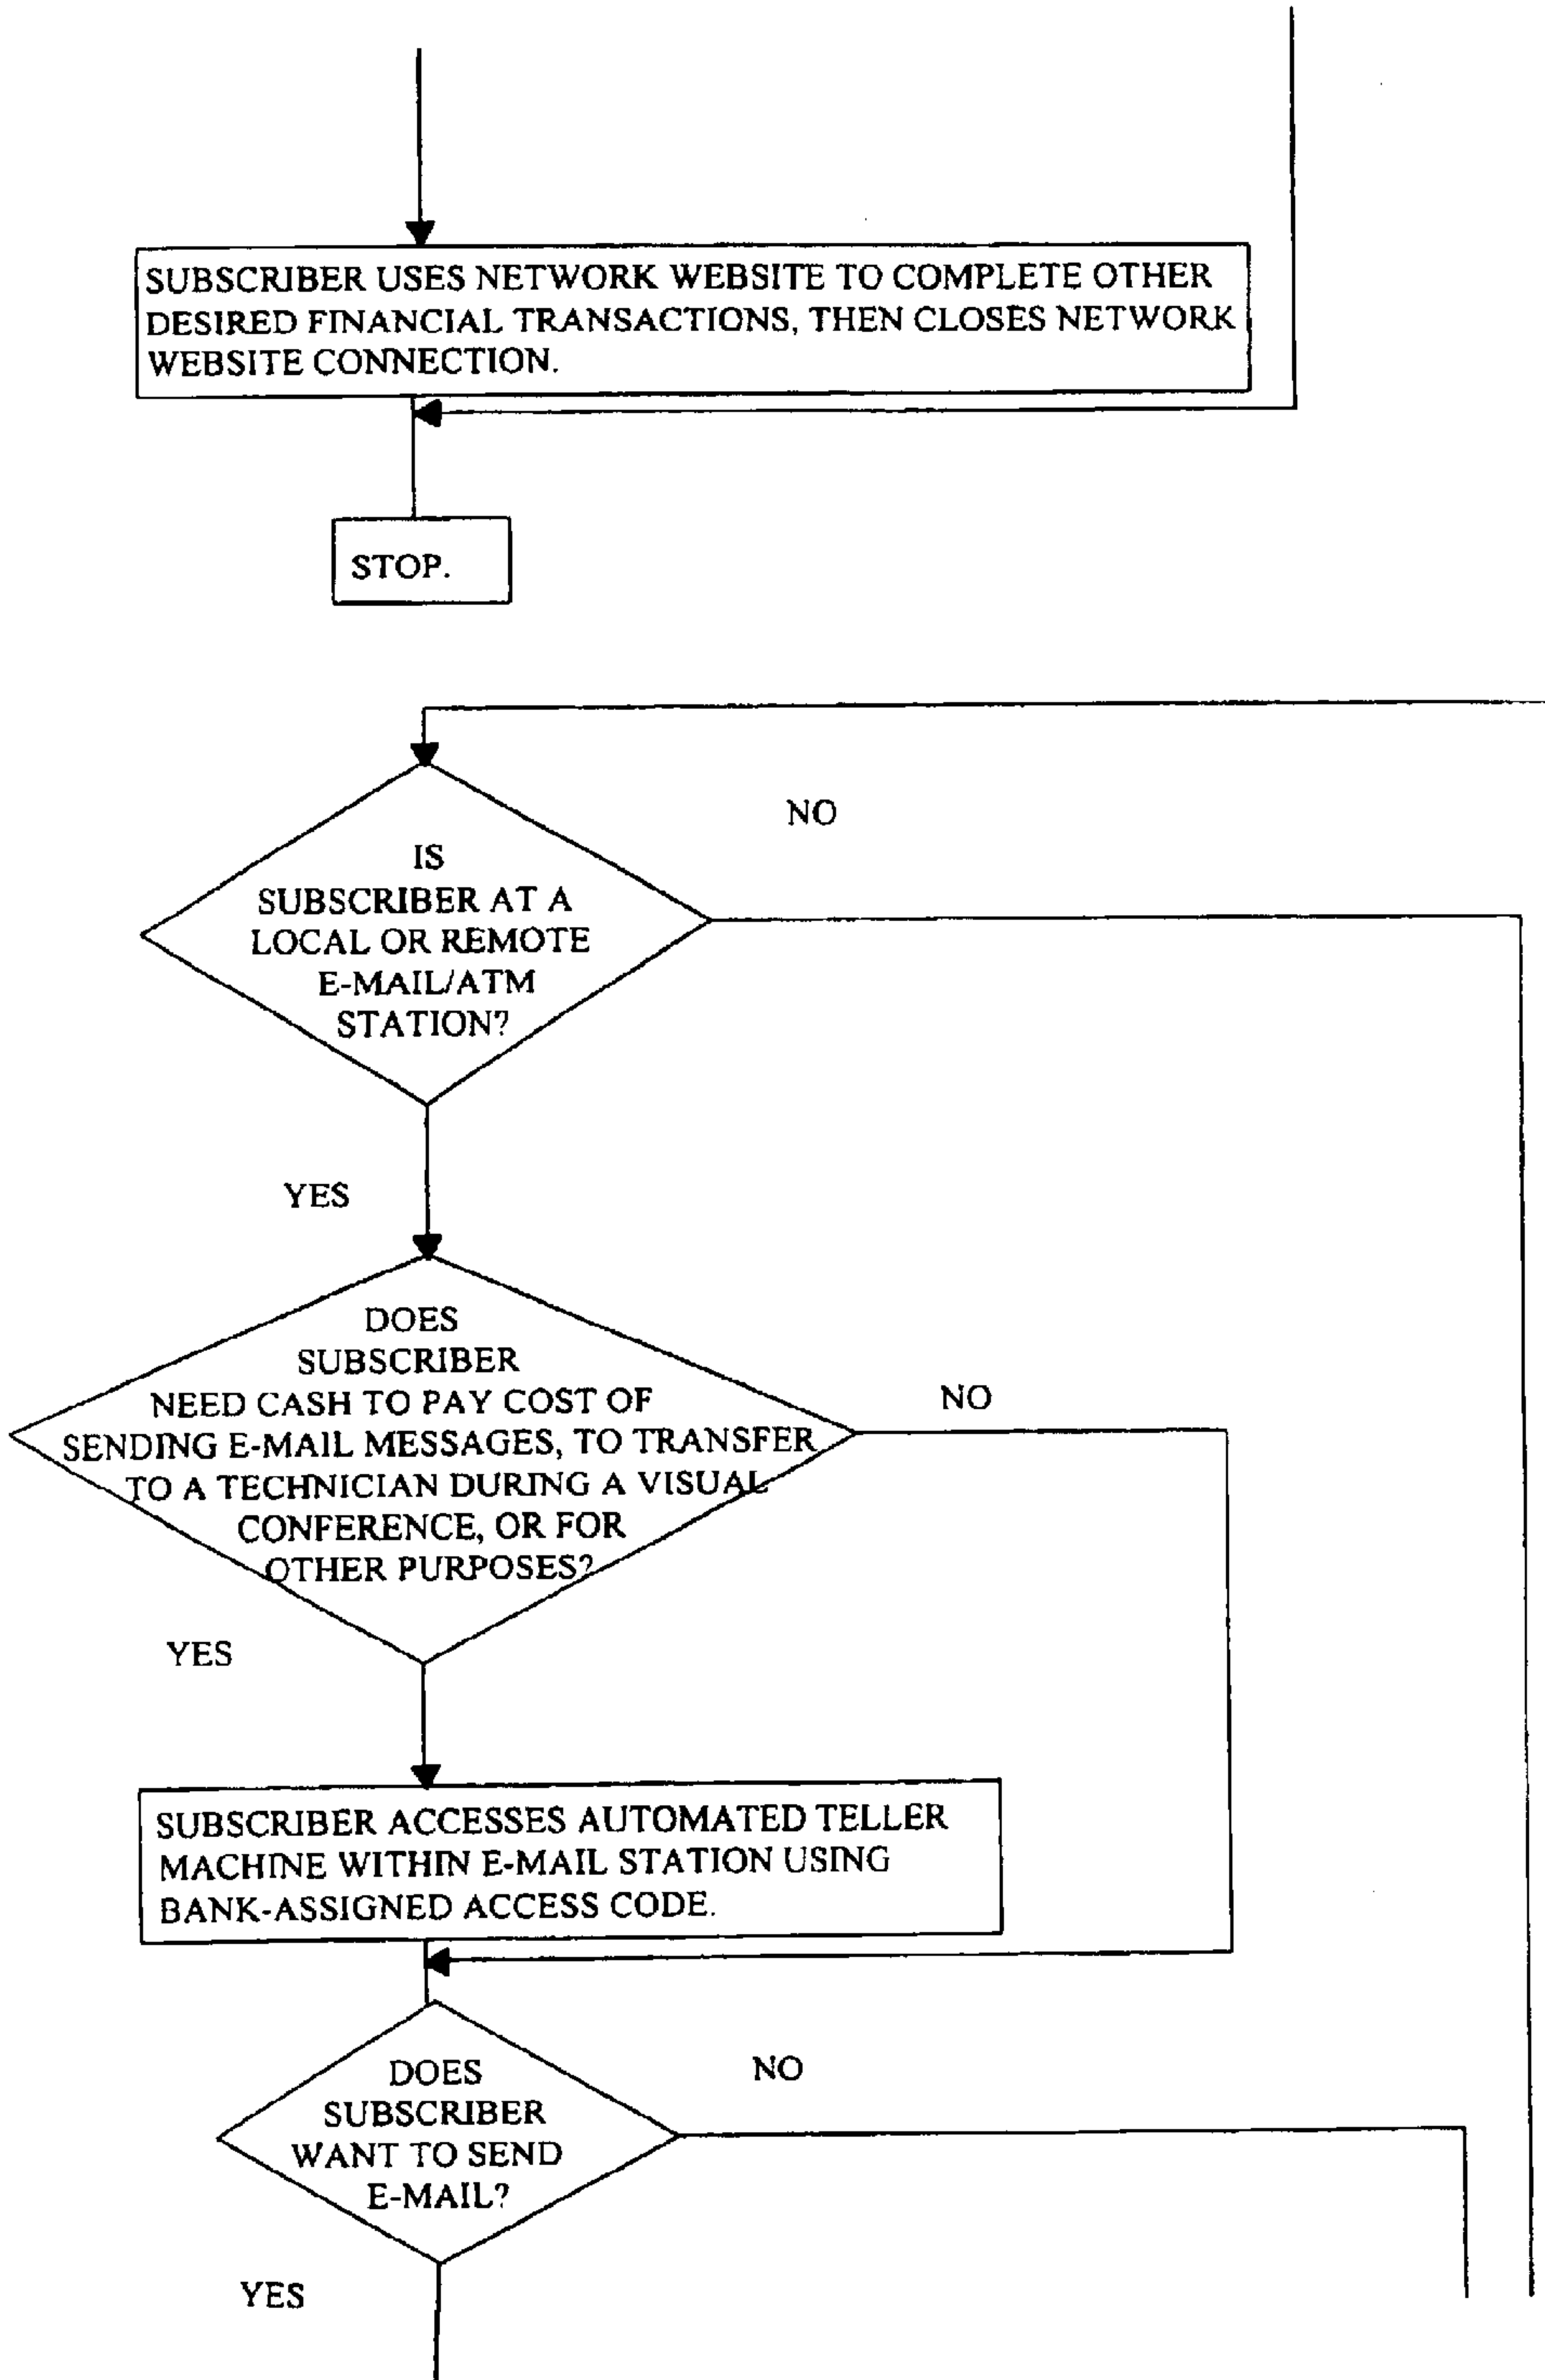 SUBSCRIBER USES NETWORK WEBSITE TO COMPLETE OTHER
DESIRED FINANCIAL TRANSACTIONS, THEN CLOSES NETWORK
WEBSITE CONNECTION.
STOP.
NO
IS
SUBSCRIBER AT A
LOCAL OR REMOTE
E-MAIL/ATM
STATION?
YES
DOES
SUBSCRIBER
NEED CASH TO PAY COST OF
SENDING E-MAIL MESSAGES, TO TRANSFER
TO A TECHNICIAN DURING A VISUAL
CONFERENCE, OR FOR
OTHER PURPOSES?
NO
YES
SUBSCRIBER ACCESSES AUTOMATED TELLER
MACHINE WITHIN E-MAIL STATION USING
BANK-ASSIGNED ACCESS CODE.
DOES
SUBSCRIBER
WANT TO SEND
E-MAIL?
NO
YES